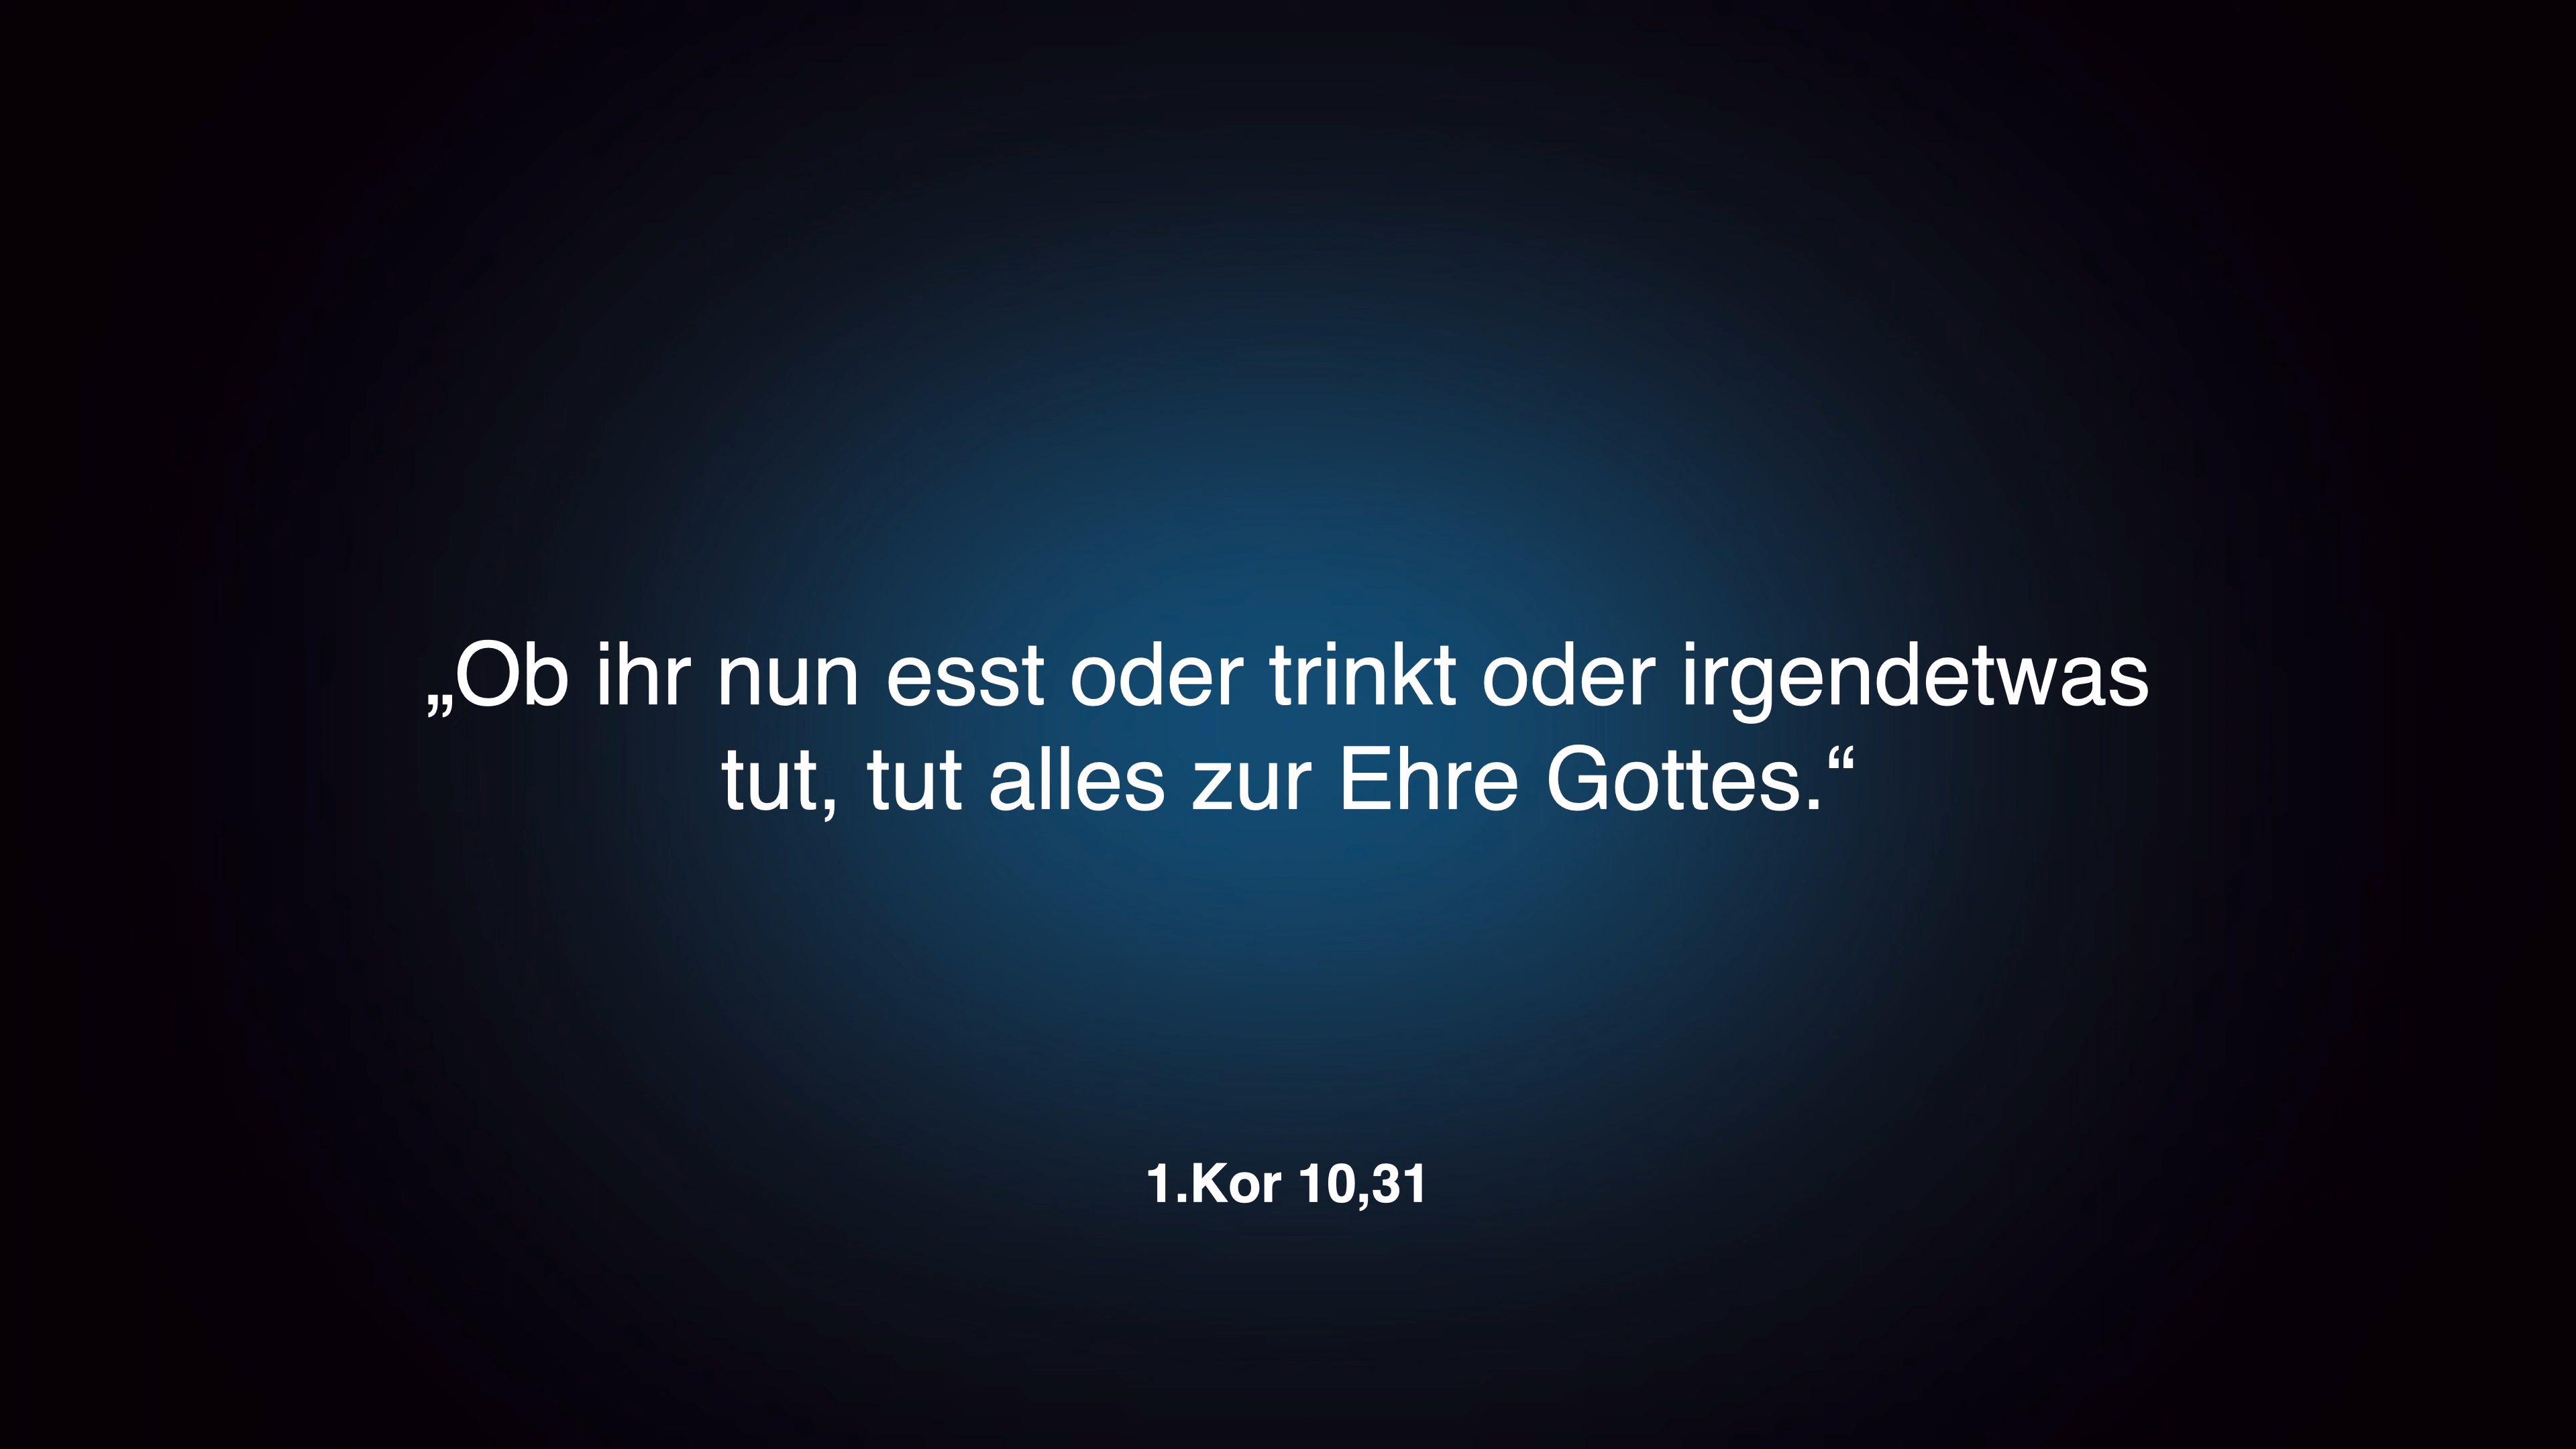 „Ob ihr nun esst oder trinkt oder irgendetwas
tut, tut alles zur Ehre Gottes.“
1.Kor 10,31